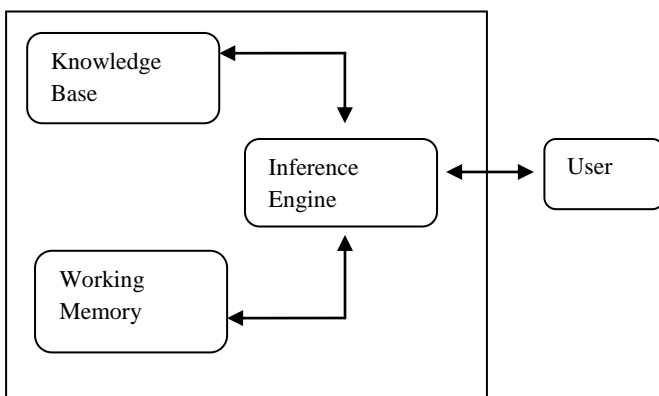 Knowledge
Base
Inference
Engine
User
Working
Memory